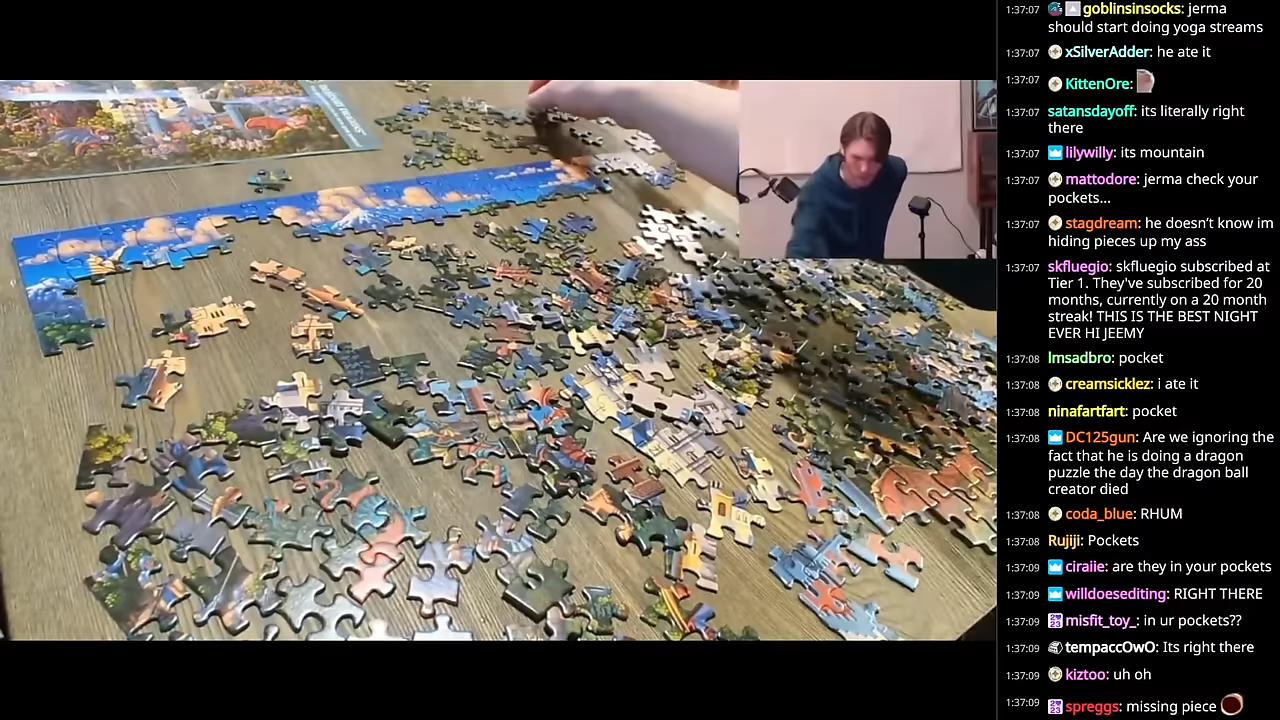 1:37:07 goblinsinsocks: jerma
should start doing yoga streams
1:37:07 xSilverAdder: he ate it
1:37:07 KittenOre:
satansdayoff: its literally right
there
1:37:07 lilywilly: its mountain
1:37:07 mattodore: jerma check your
pockets...
1:37:07 stagdream: he doesn’t know im
hiding pieces up my ass
1:37:07 skfluegio: skfluegio subscribed at
Tier 1. They've subscribed for 20
months, currently on a 20 month
streak! THIS IS THE BEST NIGHT
EVER HI JEEMY
1:37:08 lmsadbro: pocket
1:37:08 creamsicklez: i ate it
1:37:08 ninafartfart: pocket
1:37:08 DC125gun: Are we ignoring the
fact that he is doing a dragon
puzzle the day the dragon ball
creator died
1:37:08 coda_blue: RHUM
1:37:08 Rujiji: Pockets
1:37:09 ciraiie: are they in your pockets
1:37:09 willdoesediting: RIGHT THERE
1:37:09 misfit_toy_: in ur pockets??
1:37:09 tempaccOwO: Its right there
1:37:09 kiztoo: uh oh
1:37:09 spreggs: missing piece